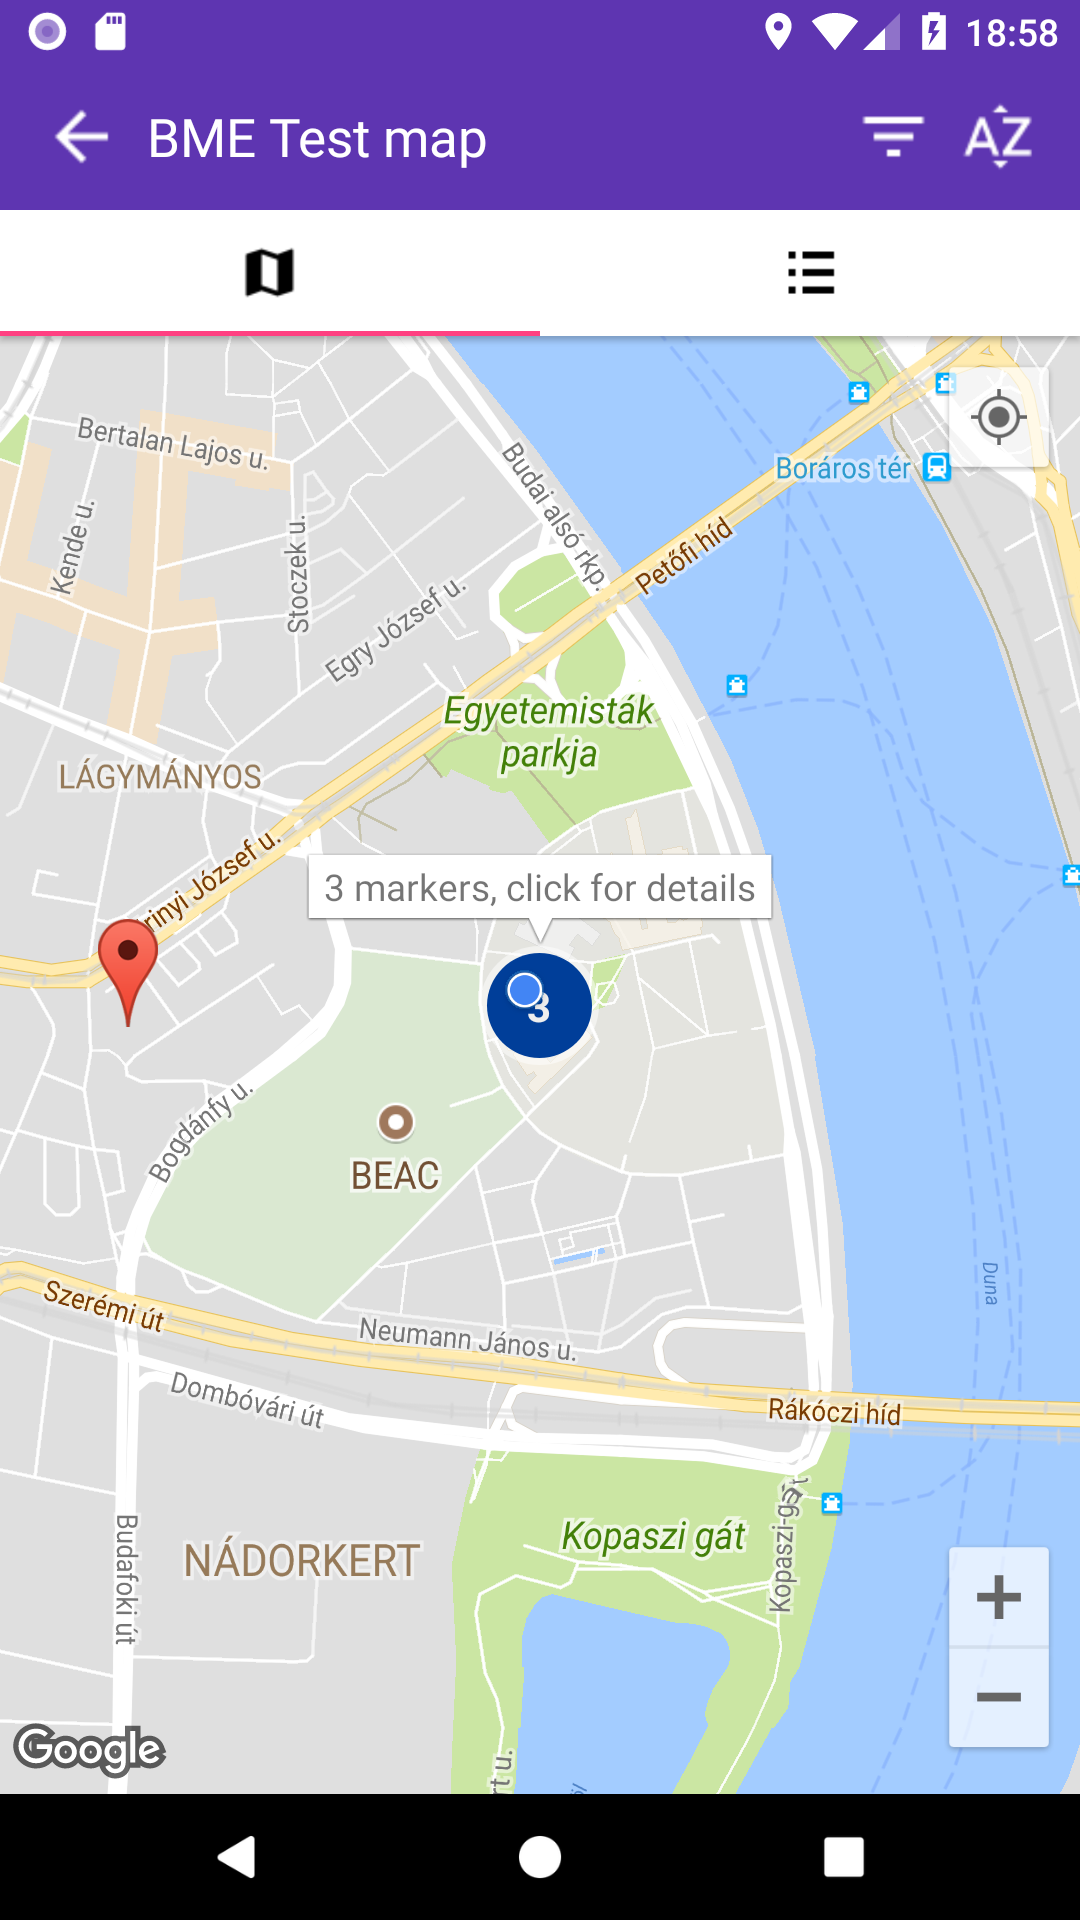 18:58
BME Test map
AZ
Bertalan Lajos u.
Kende u.
Stoczek u.
Egry József u.
Budai alsó rkp.
Petőfi híd
Boráros tér
Egyetemisták
parkja
LÁGYMÁNYOS
rinyi József u.
3 markers, click for details
3
Bogdánfy u.
BEAC
Duna
Szerémi út
Neumann János u.
Dombóvári út
Rákóczi híd
Kopaszi gát
Kopaszi-gát
NÁDORKERT
Budafoki út
rt u.
Google